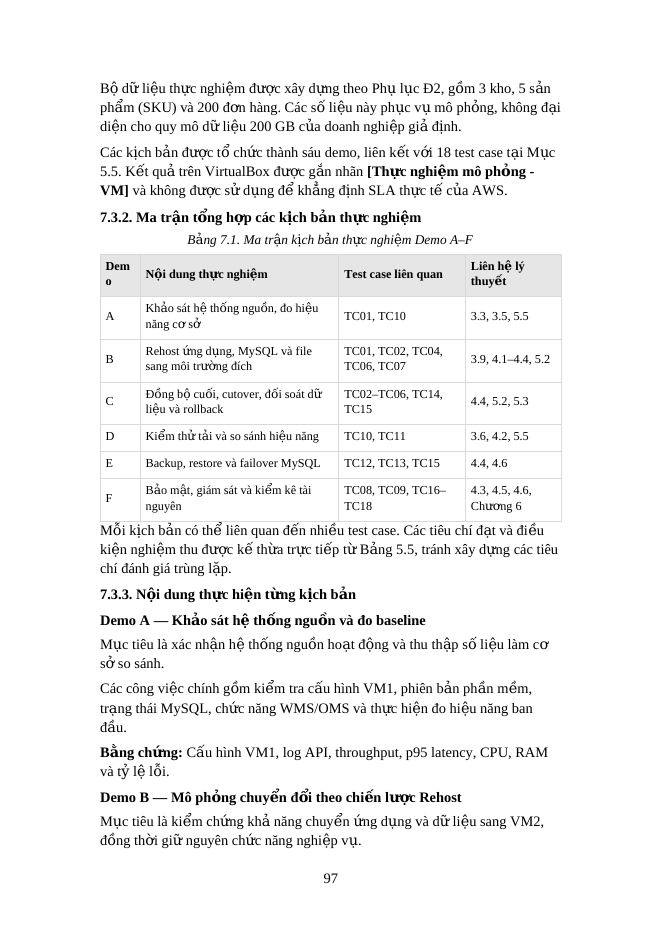 Bộ dữ liệu thực nghiệm được xây dựng theo Phụ lục Đ2, gồm 3 kho, 5 sản
phẩm (SKU) và 200 đơn hàng. Các số liệu này phục vụ mô phỏng, không đại
diện cho quy mô dữ liệu 200 GB của doanh nghiệp giả định.
Các kịch bản được tổ chức thành sáu demo, liên kết với 18 test case tại Mục
5.5. Kết quả trên VirtualBox được gắn nhãn [Thực nghiệm mô phỏng -
VM] và không được sử dụng để khẳng định SLA thực tế của AWS.
7.3.2. Ma trận tổng hợp các kịch bản thực nghiệm
Bảng 7.1. Ma trận kịch bản thực nghiệm Demo A–F
Dem
o
Nội dung thực nghiệm
Test case liên quan
Liên hệ lý
thuyết
A
Khảo sát hệ thống nguồn, đo hiệu
năng cơ sở
TC01, TC10
3.3, 3.5, 5.5
B
Rehost ứng dụng, MySQL và file
sang môi trường đích
TC01, TC02, TC04,
TC06, TC07
3.9, 4.1–4.4, 5.2
C
Đồng bộ cuối, cutover, đối soát dữ
liệu và rollback
TC02–TC06, TC14,
TC15
4.4, 5.2, 5.3
D
Kiểm thử tải và so sánh hiệu năng
TC10, TC11
3.6, 4.2, 5.5
E
Backup, restore và failover MySQL
TC12, TC13, TC15
4.4, 4.6
F
Bảo mật, giám sát và kiểm kê tài
nguyên
TC08, TC09, TC16–
TC18
4.3, 4.5, 4.6,
Chương 6
Mỗi kịch bản có thể liên quan đến nhiều test case. Các tiêu chí đạt và điều
kiện nghiệm thu được kế thừa trực tiếp từ Bảng 5.5, tránh xây dựng các tiêu
chí đánh giá trùng lặp.
7.3.3. Nội dung thực hiện từng kịch bản
Demo A — Khảo sát hệ thống nguồn và đo baseline
Mục tiêu là xác nhận hệ thống nguồn hoạt động và thu thập số liệu làm cơ
sở so sánh.
Các công việc chính gồm kiểm tra cấu hình VM1, phiên bản phần mềm,
trạng thái MySQL, chức năng WMS/OMS và thực hiện đo hiệu năng ban
đầu.
Bằng chứng: Cấu hình VM1, log API, throughput, p95 latency, CPU, RAM
và tỷ lệ lỗi.
Demo B — Mô phỏng chuyển đổi theo chiến lược Rehost
Mục tiêu là kiểm chứng khả năng chuyển ứng dụng và dữ liệu sang VM2,
đồng thời giữ nguyên chức năng nghiệp vụ.
97